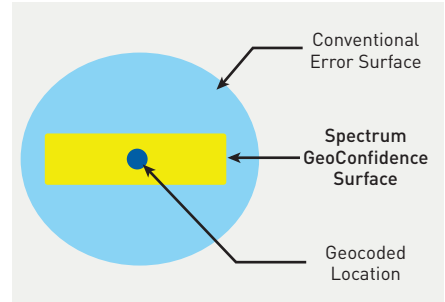 Conventional
Error Surface
Spectrum
GeoConfidence
Surface
Geocoded
Location